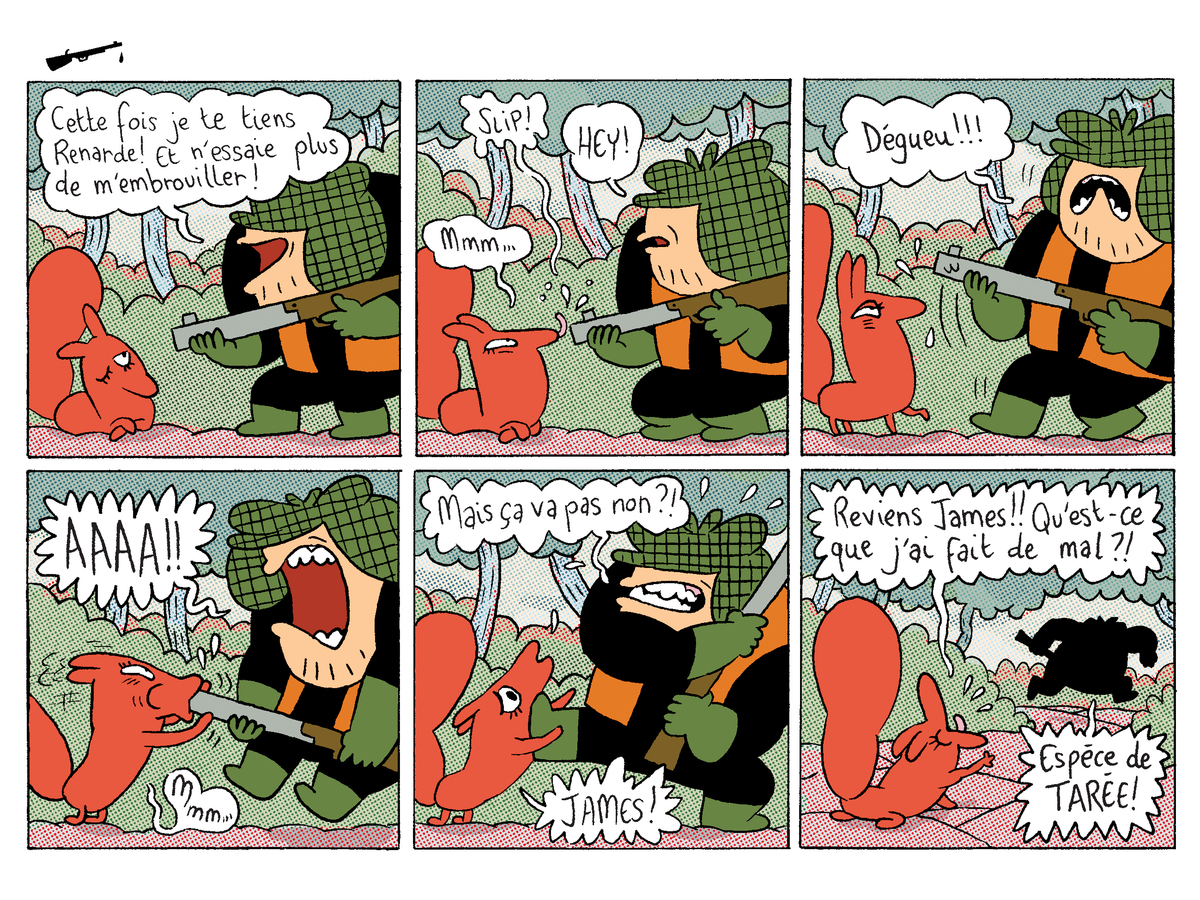 Cette fois je te tiens
Renarde! Et n'essaie plus
de m'embrouiller!
SLIP!
HEY!
Mmm...
Dégueu!!!
AAAA!!
Mmm...
Mais ça va pas non?!
JAMES!
Reviens James!! Qu'est-ce
que j'ai fait de mal?!
Espèce de
TARÉE!